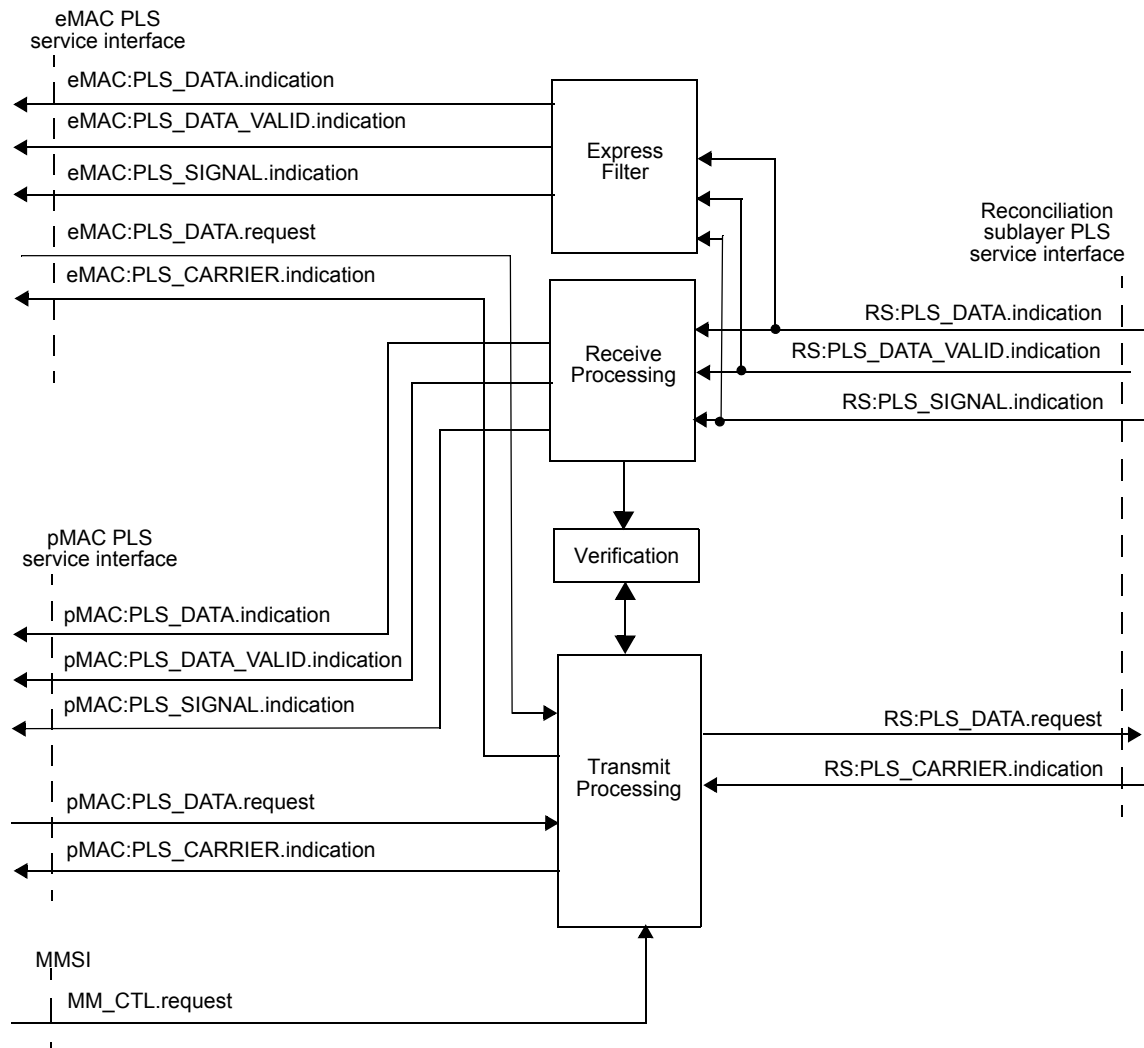 eMAC PLS
service interface
eMAC:PLS_DATA.indication
eMAC:PLS_DATA_VALID.indication
eMAC:PLS_SIGNAL.indication
eMAC:PLS_DATA.request
eMAC:PLS_CARRIER.indication
Express
Filter
Reconciliation
sublayer PLS
service interface
RS:PLS_DATA.indication
RS:PLS_DATA_VALID.indication
RS:PLS_SIGNAL.indication
Receive
Processing
Verification
pMAC PLS
service interface
pMAC:PLS_DATA.indication
pMAC:PLS_DATA_VALID.indication
pMAC:PLS_SIGNAL.indication
pMAC:PLS_DATA.request
pMAC:PLS_CARRIER.indication
Transmit
Processing
RS:PLS_DATA.request
RS:PLS_CARRIER.indication
MMSI
MM_CTL.request